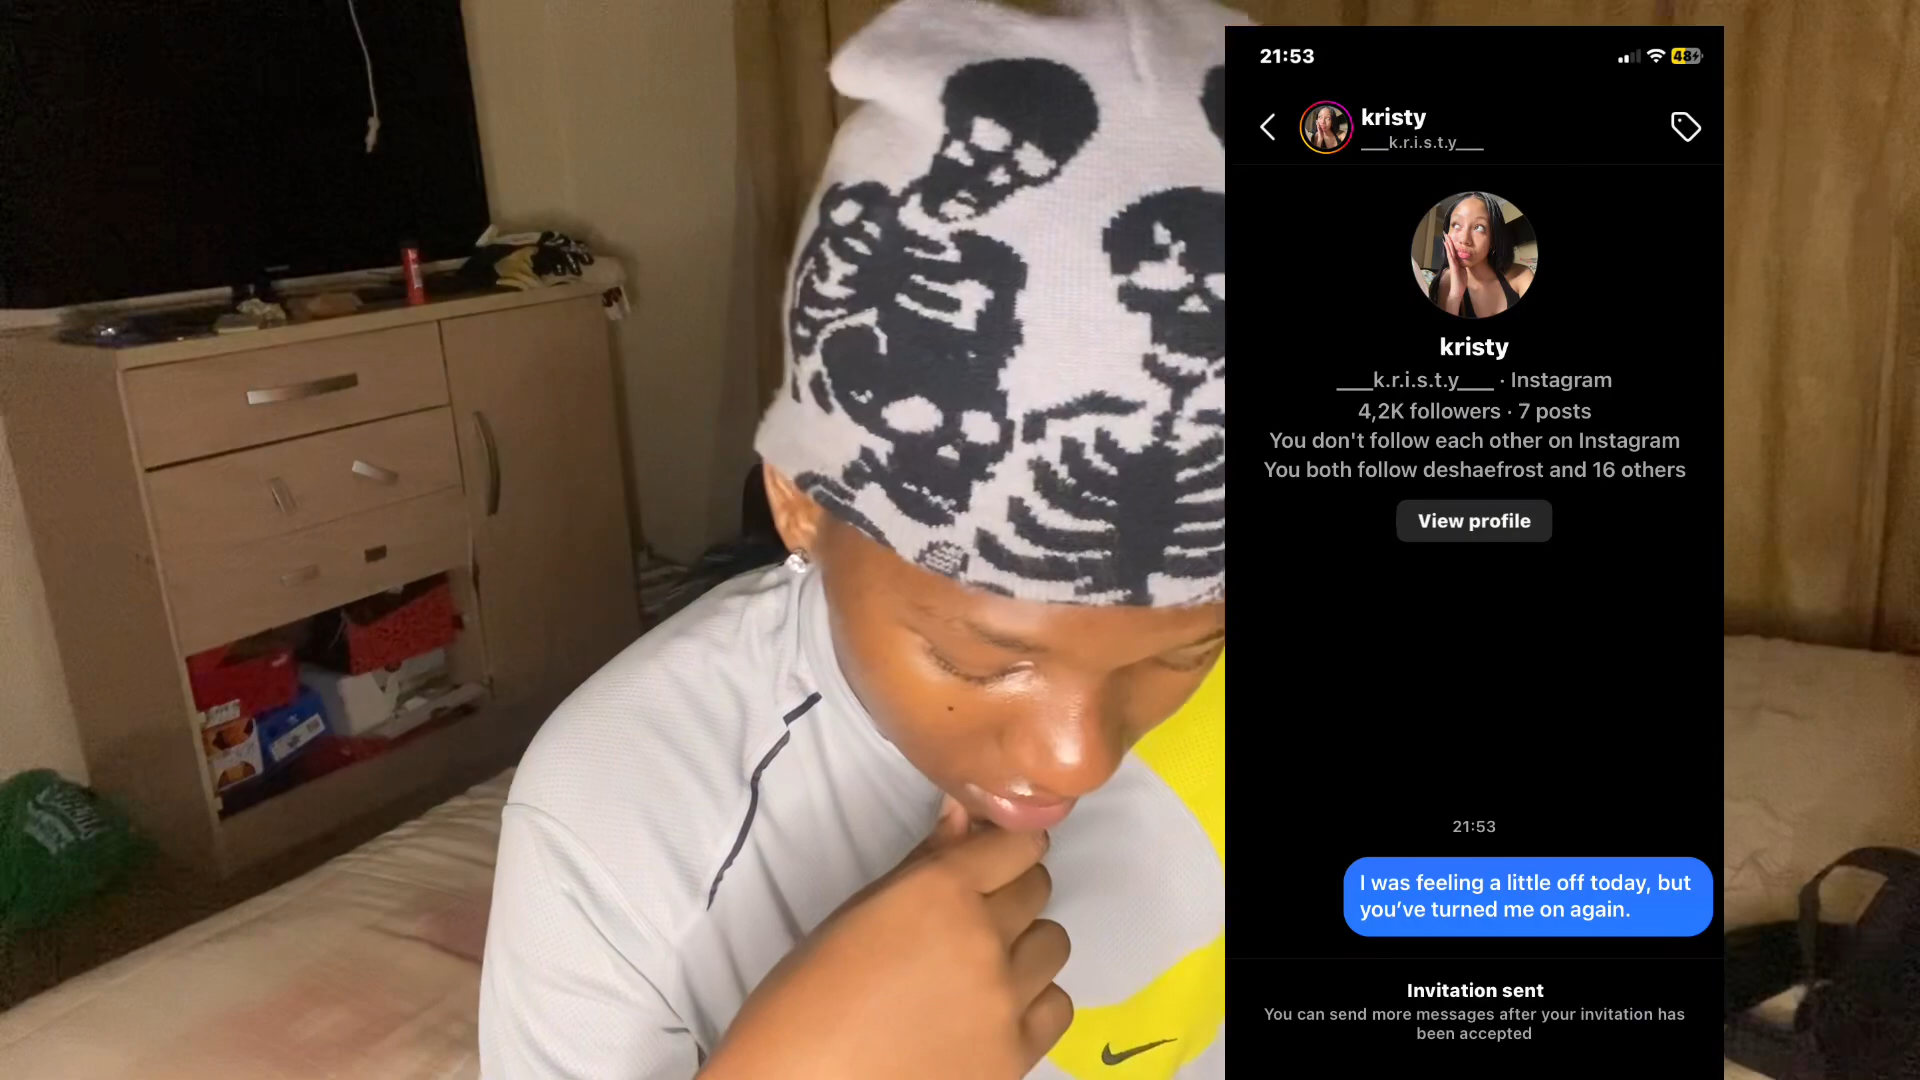 21:53
48
kristy
___k.r.i.s.t.y___
kristy
___k.r.i.s.t.y___ · Instagram
4,2K followers · 7 posts
You don't follow each other on Instagram
You both follow deshaefrost and 16 others
View profile
21:53
I was feeling a little off today, but
you’ve turned me on again.
Invitation sent
You can send more messages after your invitation has
been accepted